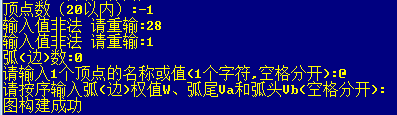 顶点数（20以内）:-1
输入值非法 请重输:28
输入值非法 请重输:1
弧(边)数:0
请输入1个顶点的名称或值(1个字符,空格分开):@
请按序输入弧(边)权值W、弧尾Va和弧头Vb(空格分开):
图构建成功